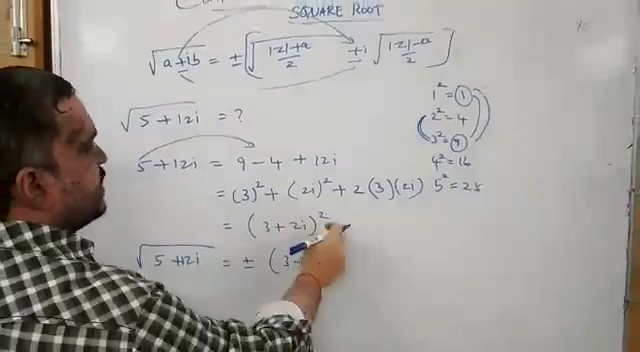 SQUARE ROOT
√(a+ib) = ± [√((|z|+a)/2) ± i √((|z|-a)/2)]
√(5+12i) = ?
5+12i = 9-4+12i
= (3)² + (2i)² + 2(3)(2i)
= (3+2i)²
√(5+12i) = ± (3
1² = 1
2² = 4
3² = 9
4² = 16
5² = 25